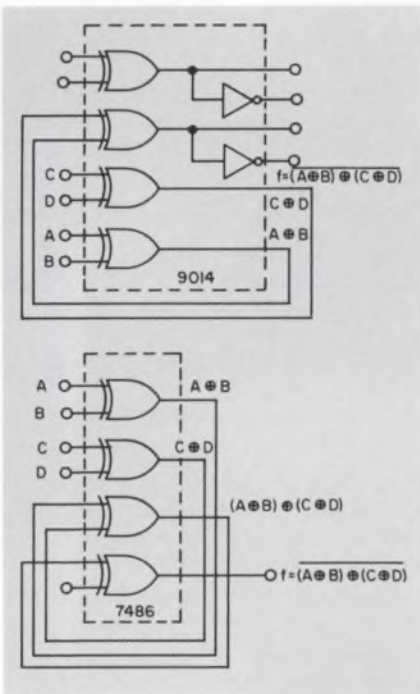 f=(A⊕B) ⊕ (C⊕D)
C
D
C ⊕ D
A
B
A ⊕ B
9014
A
B
A ⊕ B
C
D
C ⊕ D
(A⊕B) ⊕ (C⊕D)
f=(A⊕B) ⊕ (C⊕D)
7486